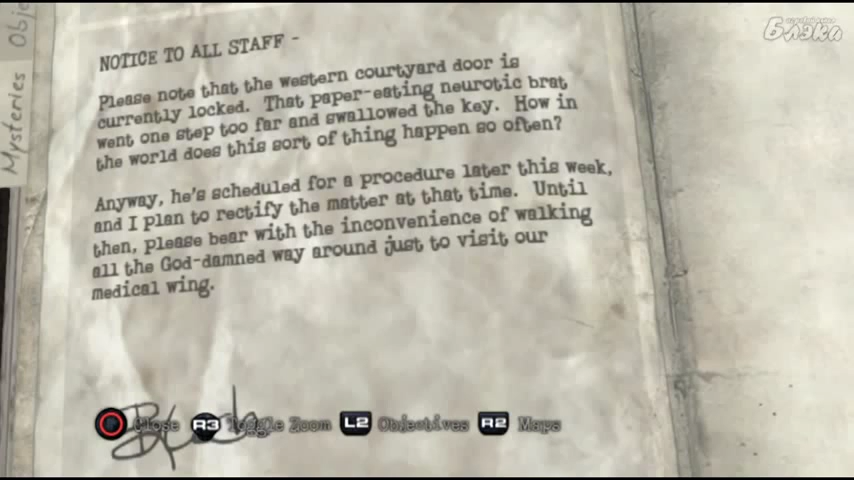 Блэка
Obje
Mysteries
NOTICE TO ALL STAFF -
Please note that the western courtyard door is
currently locked. That paper-eating neurotic brat
went one step too far and swallowed the key. How in
the world does this sort of thing happen so often?
Anyway, he's scheduled for a procedure later this week,
and I plan to rectify the matter at that time. Until
then, please bear with the inconvenience of walking
all the God-damned way around just to visit our
medical wing.
Close R3 Toggle Zoom L2 Objectives R2 Maps